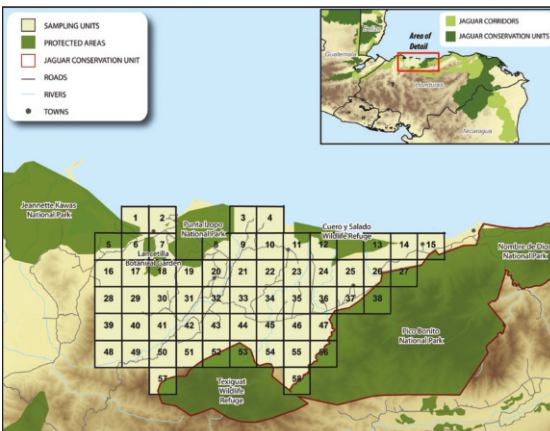 SAMPLING UNITS
PROTECTED AREAS
JAGUAR CONSERVATION UNIT
ROADS
RIVERS
TOWNS
Area of
Detail
JAGUAR CORRIDORS
JAGUAR CONSERVATION UNITS
Belize
Guatemala
Honduras
Nicaragua
Jeannette Kawas
National Park
Punta Izopo
National Park
Cuero y Salado
Wildlife Refuge
Nombre de Dios
National Park
Lancetilla
Botanical Garden
Pico Bonito
National Park
Texiguat
Wildlife
Refuge
1 2 3 4
5 6 7 8 9 10 11 12 13 14 15
16 17 18 19 20 21 22 23 24 25 26 27
28 29 30 31 32 33 34 35 36 37 38
39 40 41 42 43 44 45 46 47
48 49 50 51 52 53 54 55 56
57 58